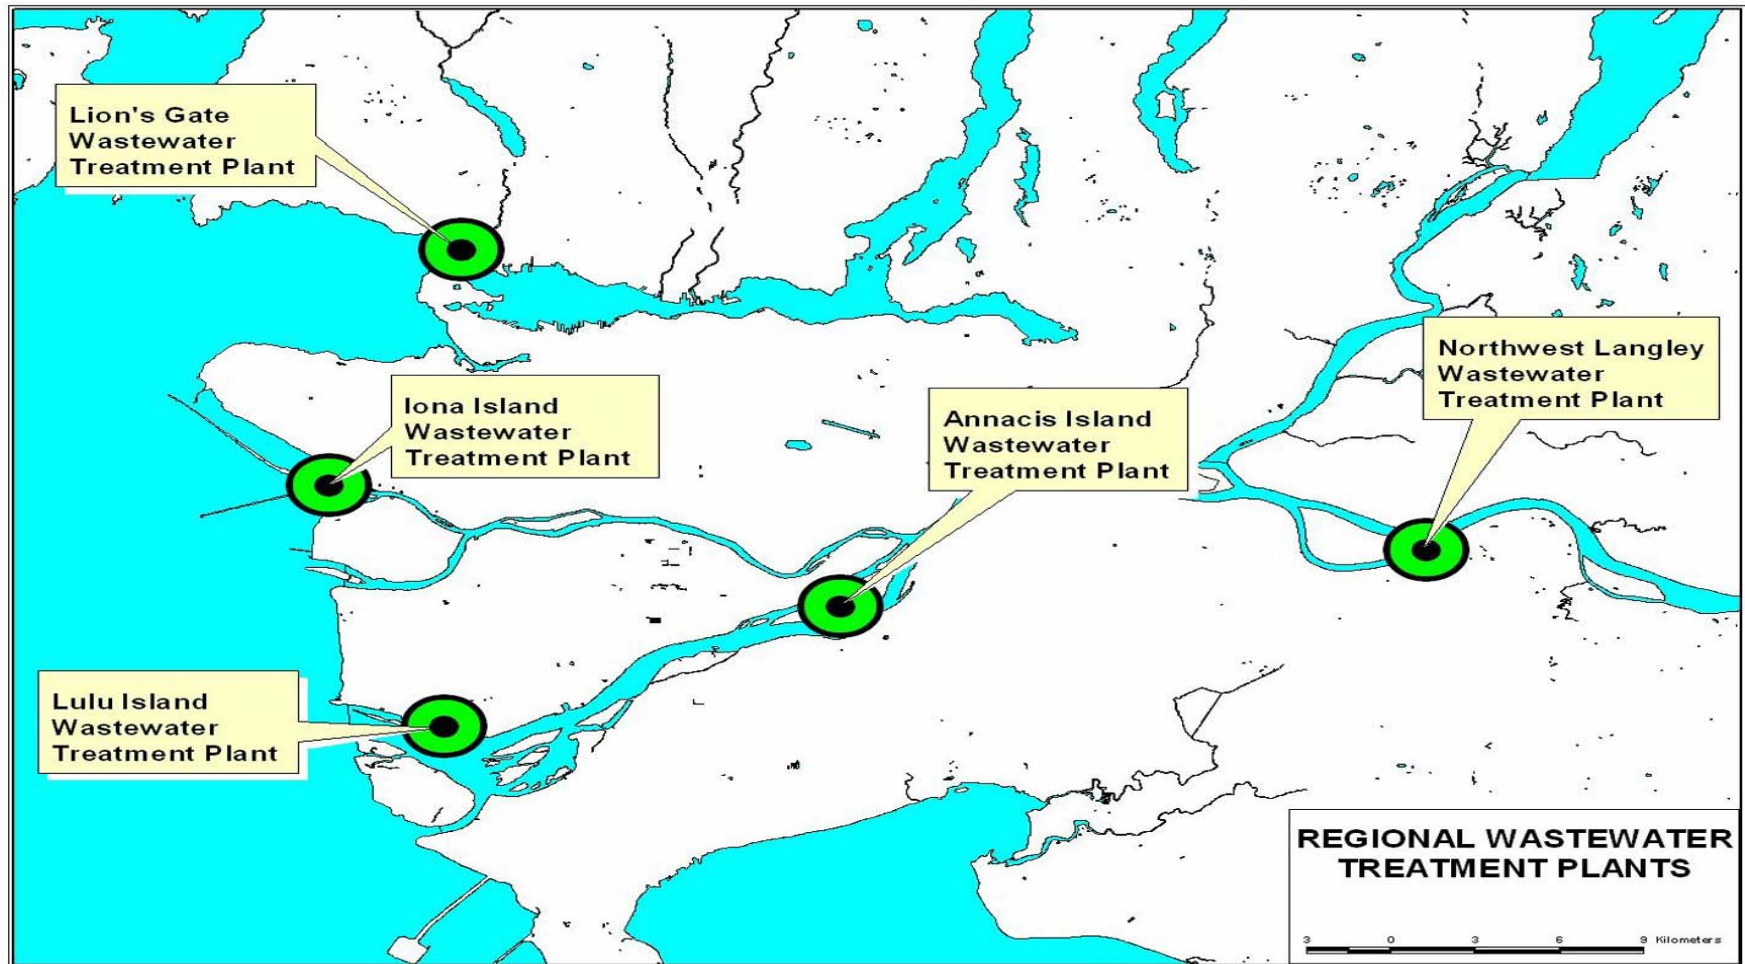 Lion's Gate
Wastewater
Treatment Plant
Iona Island
Wastewater
Treatment Plant
Annacis Island
Wastewater
Treatment Plant
Northwest Langley
Wastewater
Treatment Plant
Lulu Island
Wastewater
Treatment Plant
REGIONAL WASTEWATER
TREATMENT PLANTS
3 0 3 6 9 Kilometers